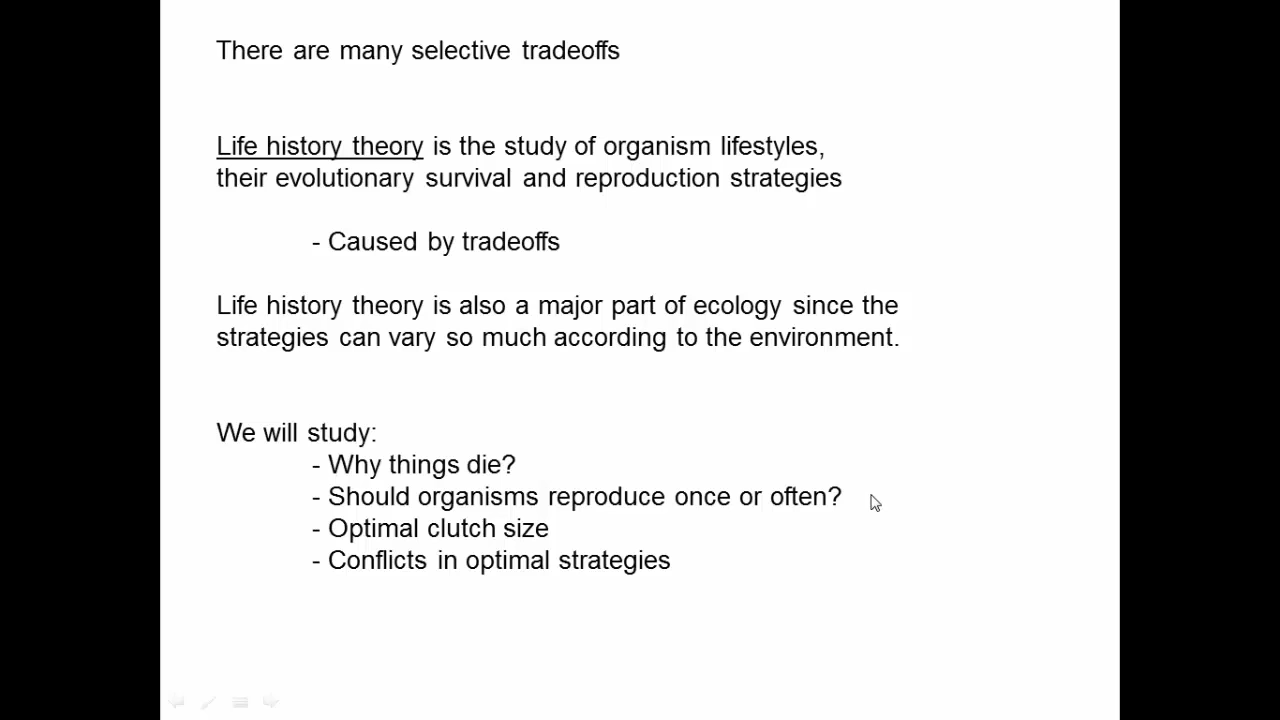 There are many selective tradeoffs
Life history theory is the study of organism lifestyles,
their evolutionary survival and reproduction strategies
- Caused by tradeoffs
Life history theory is also a major part of ecology since the
strategies can vary so much according to the environment.
We will study:
- Why things die?
- Should organisms reproduce once or often?
- Optimal clutch size
- Conflicts in optimal strategies